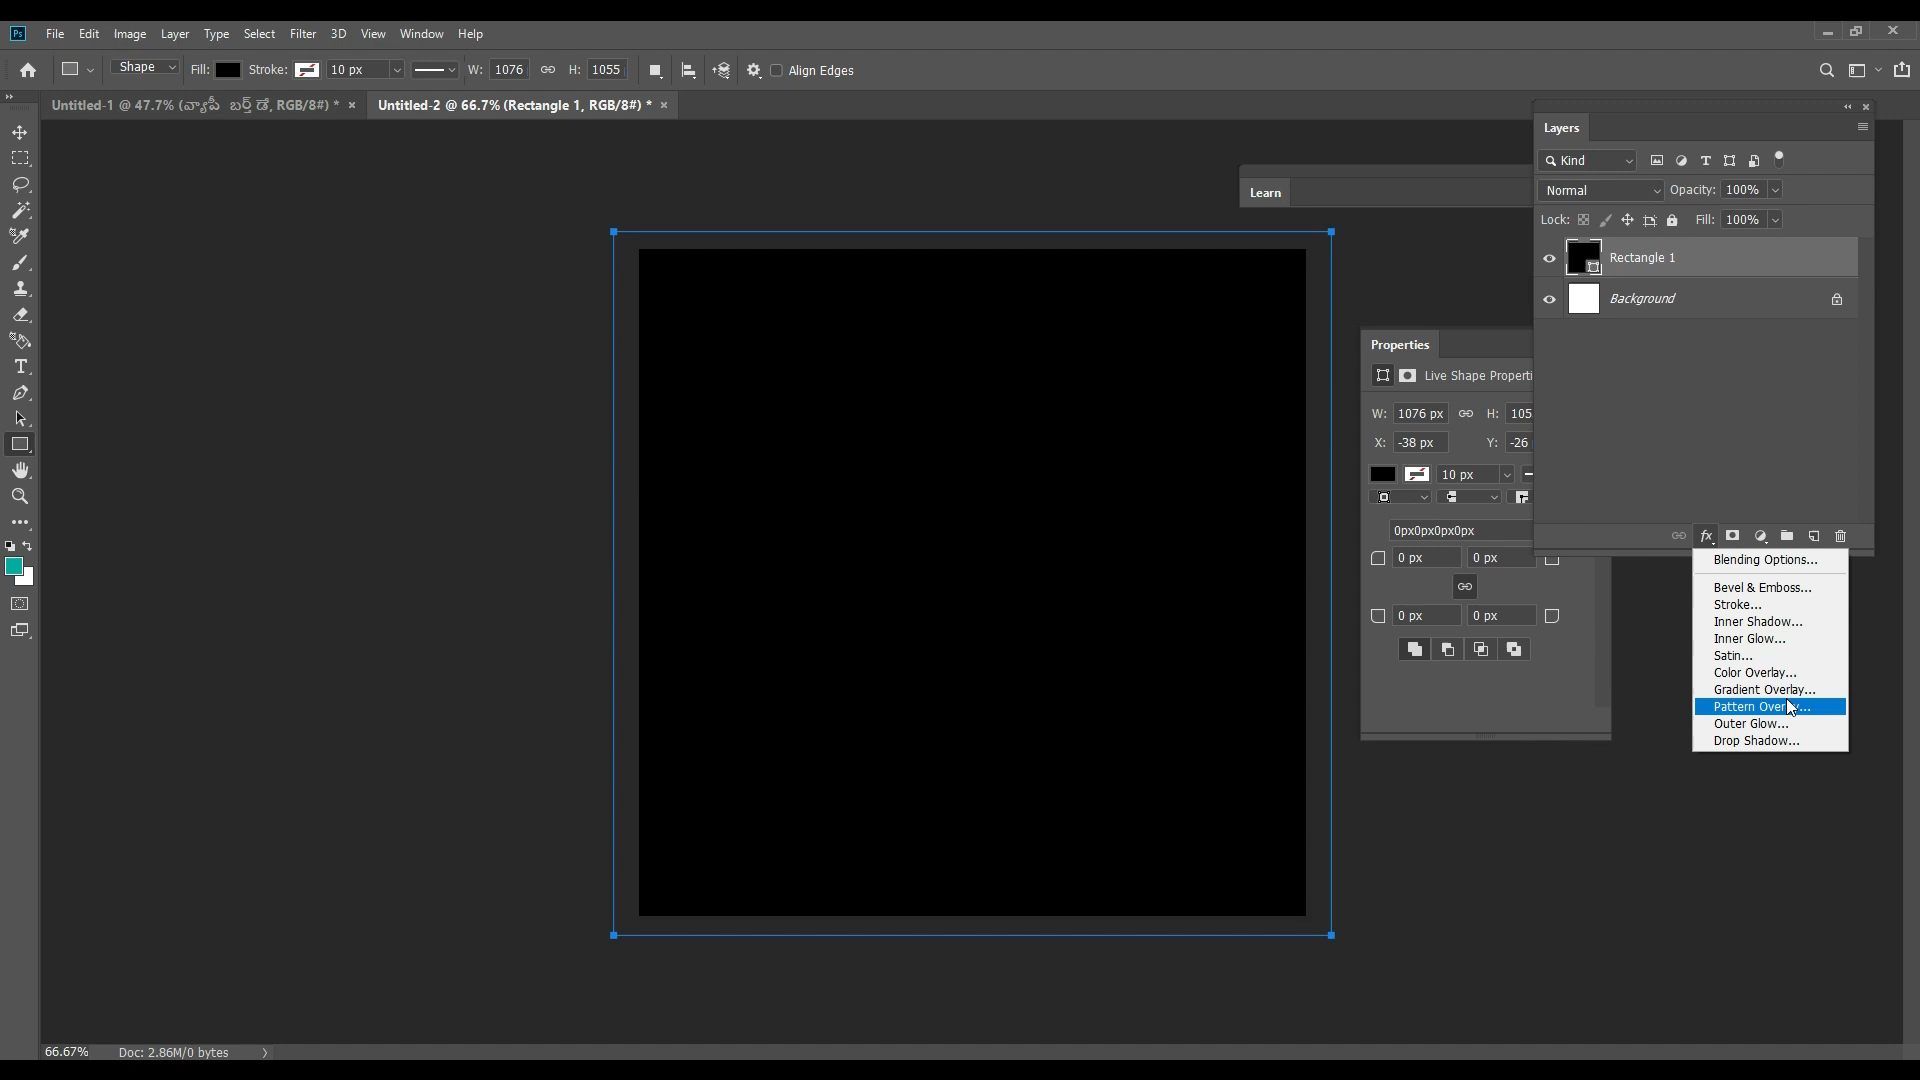 Ps File Edit Image Layer Type Select Filter 3D View Window Help
Shape Fill: Stroke: 10 px W: 1076 H: 1055 Align Edges
Untitled-1 @ 47.7% (వ్యాపీ బర్త్ డే, RGB/8#) * × Untitled-2 @ 66.7% (Rectangle 1, RGB/8#) * ×
Layers
Kind
Normal Opacity: 100%
Lock: Fill: 100%
Rectangle 1
Background
Learn
Properties
Live Shape Properti
W: 1076 px H: 105
X: -38 px Y: -26
10 px
0px0px0px0px
0 px 0 px
0 px 0 px
fx
Blending Options...
Bevel & Emboss...
Stroke...
Inner Shadow...
Inner Glow...
Satin...
Color Overlay...
Gradient Overlay...
Pattern Over y...
Outer Glow...
Drop Shadow...
66.67% Doc: 2.86M/0 bytes